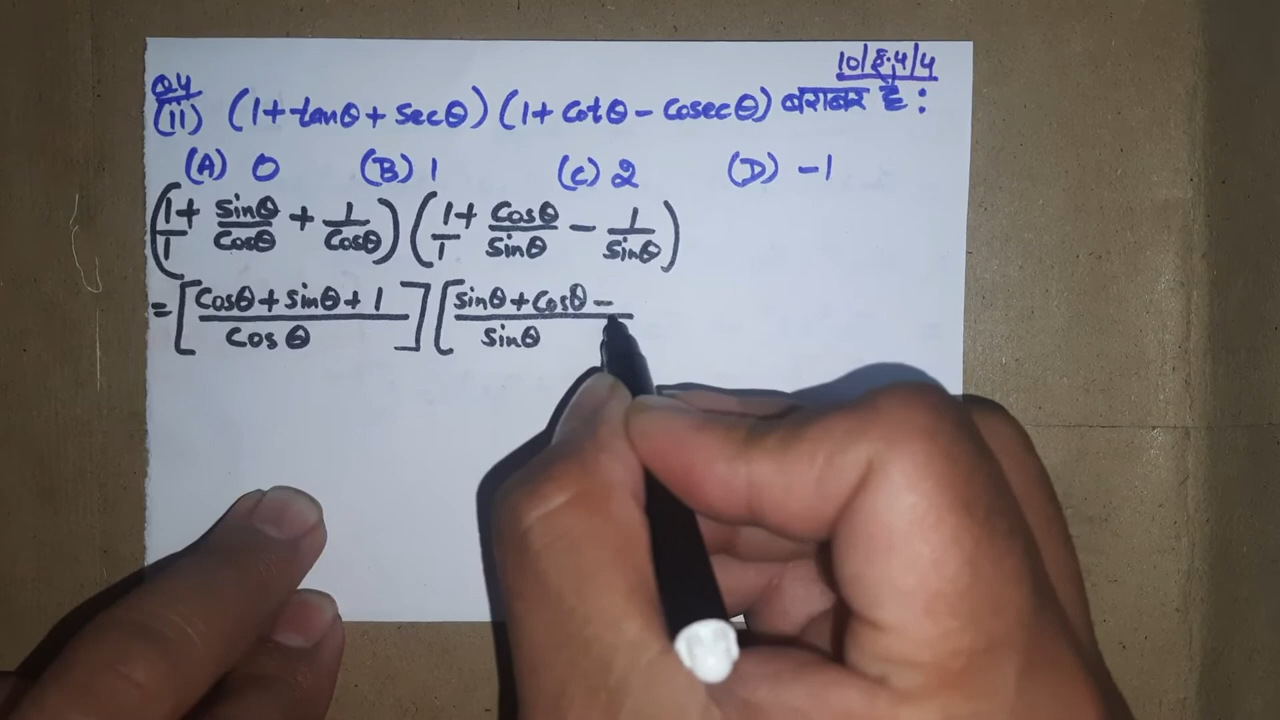 10/8.4/4
Q4
(ii) (1+tanθ+secθ)(1+cotθ-cosecθ) बराबर है:
(A) 0 (B) 1 (C) 2 (D) -1
(1/1 + sinθ/cosθ + 1/cosθ)(1/1 + cosθ/sinθ - 1/sinθ)
= [cosθ+sinθ+1/cosθ][sinθ+cosθ-/sinθ